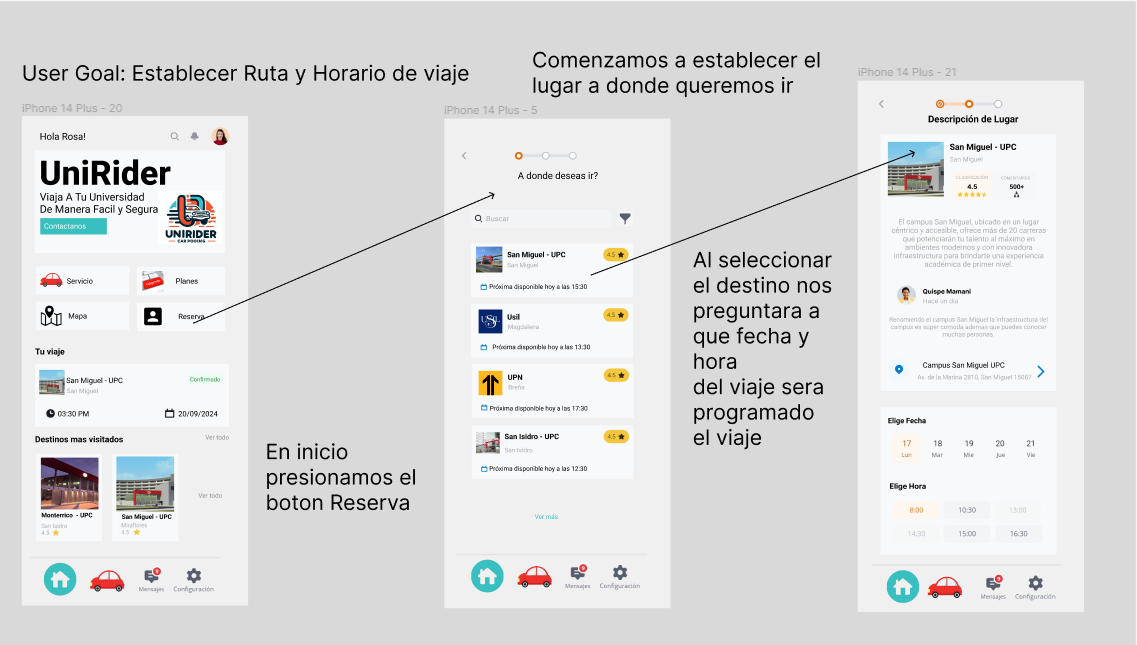 User Goal: Establecer Ruta y Horario de viaje
Comenzamos a establecer el
lugar a donde queremos ir
iPhone 14 Plus - 20
Hola Rosa!
UniRider
Viaja A Tu Universidad
De Manera Facil y Segura
Contactanos
UNIRIDER
CAR POOING
Servicio
Planes
Mapa
Reserva
Tu viaje
San Miguel - UPC
San Miguel
Confirmado
03:30 PM
20/09/2024
Destinos mas visitados
Ver todo
Monterrico - UPC
San Isidro
4.5
San Miguel - UPC
Miraflores
4.5
Ver todo
Mensajes
Configuración
En inicio
presionamos el
boton Reserva
iPhone 14 Plus - 5
A donde deseas ir?
Buscar
San Miguel - UPC
San Miguel
4.5
Próxima disponible hoy a las 15:30
Usil
Magdalena
4.5
Próxima disponible hoy a las 13:30
UPN
Breña
4.5
Próxima disponible hoy a las 17:30
San Isidro - UPC
San Isidro
4.5
Próxima disponible hoy a las 12:30
Ver más
Mensajes
Configuración
Al seleccionar
el destino nos
preguntara a
que fecha y
hora
del viaje sera
programado
el viaje
iPhone 14 Plus - 21
Descripción de Lugar
San Miguel - UPC
San Miguel
CLASIFICACIÓN
4.5
COMENTARIOS
500+
El campus San Miguel, ubicado en un lugar
céntrico y accesible, ofrece más de 20 carreras
que potenciarán tu talento al máximo en
ambientes modernos y con innovadora
infraestructura para brindarte una experiencia
académica de primer nivel.
Quispe Mamani
Hace un dia
Recomiendo el campus San Miguel la infraestructura del
campus es super comoda ademas que puedes conocer
muchas personas.
Campus San Miguel UPC
Av. de la Marina 2810, San Miguel 15087
Elige Fecha
17 18 19 20 21
Lun Mar Mie Jue Vie
Elige Hora
8:00 10:30 13:00
14:30 15:00 16:30
Mensajes
Configuración